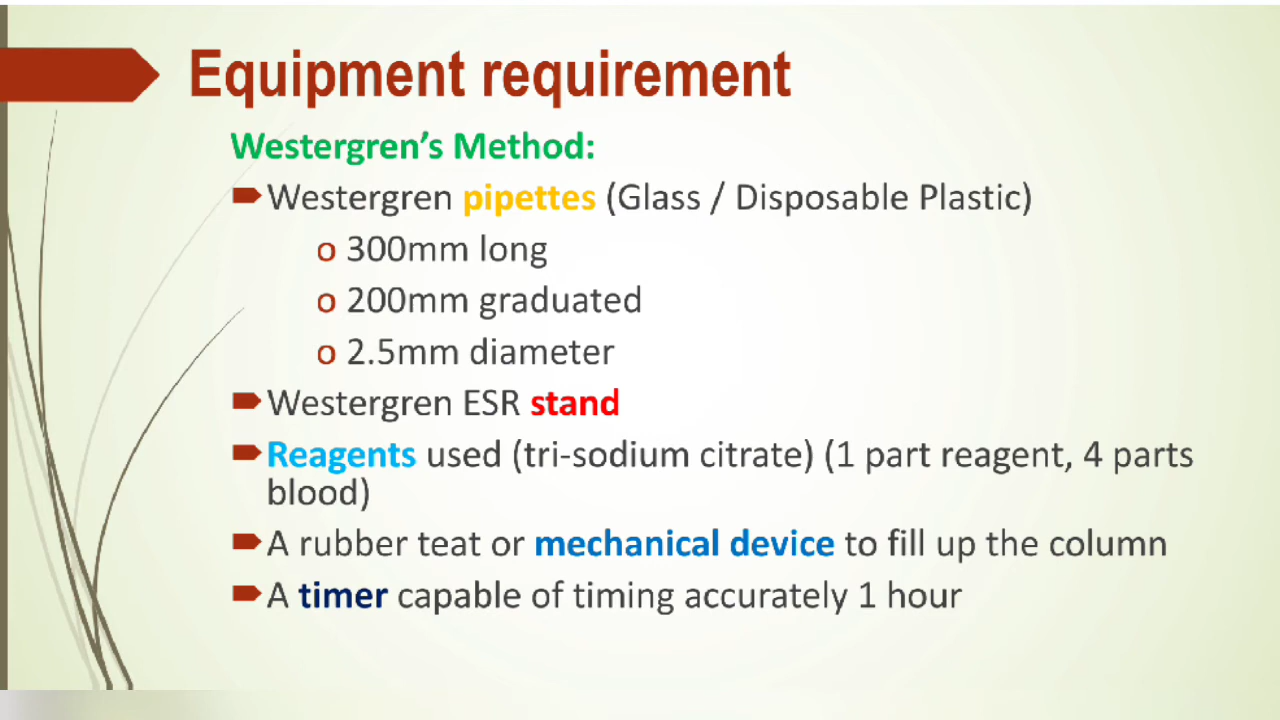 Equipment requirement
Westergren’s Method:
Westergren pipettes (Glass / Disposable Plastic)
o 300mm long
o 200mm graduated
o 2.5mm diameter
Westergren ESR stand
Reagents used (tri-sodium citrate) (1 part reagent, 4 parts
blood)
A rubber teat or mechanical device to fill up the column
A timer capable of timing accurately 1 hour